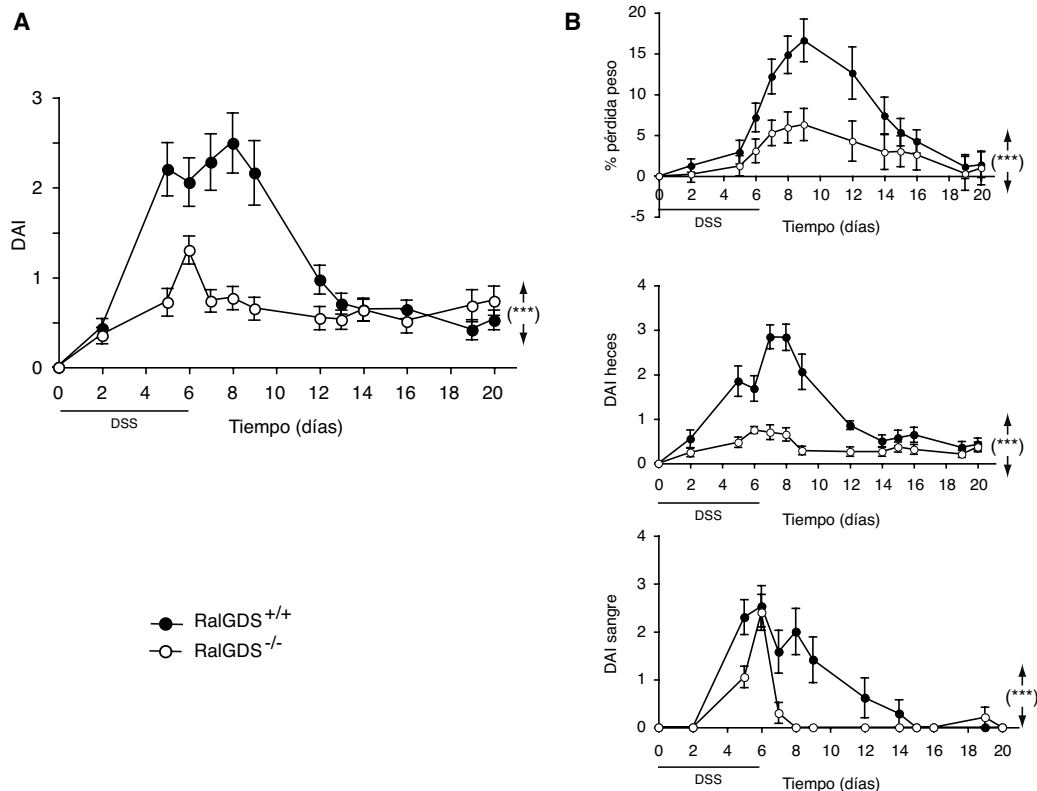 A
DAI
3
2
1
0
0 2 4 6 8 10 12 14 16 18 20
DSS
Tiempo (días)
(***)
RalGDS+/+
RalGDS-/-
B
% pérdida peso
20
15
10
5
0
-5
0 2 4 6 8 10 12 14 16 18 20
DSS
Tiempo (días)
(***)
DAI heces
4
3
2
1
0
0 2 4 6 8 10 12 14 16 18 20
DSS
Tiempo (días)
(***)
DAI sangre
4
3
2
1
0
0 2 4 6 8 10 12 14 16 18 20
DSS
Tiempo (días)
(***)